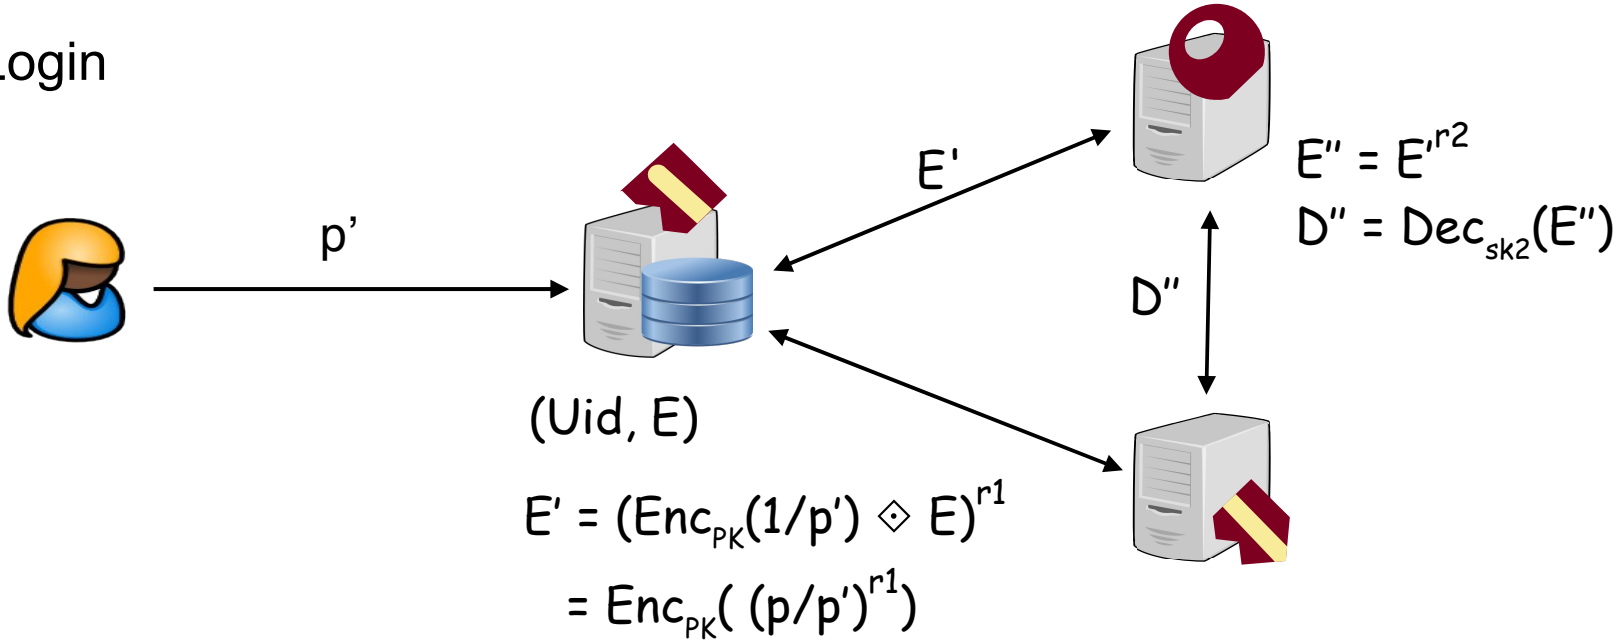 Login
p’
E'
E″ = E′^r2
D″ = Dec_sk2(E″)
D″
(Uid, E)
E′ = (Enc_PK(1/p′) ⟐ E)^r1
= Enc_PK( (p/p′)^r1)